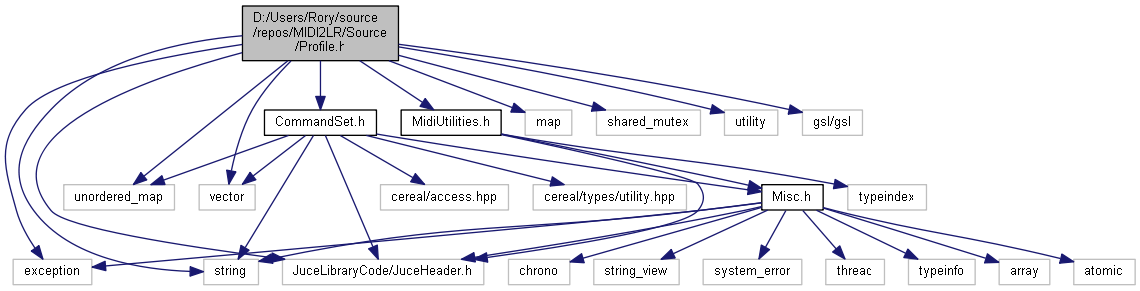 D:/Users/Rory/source
/repos/MIDI2LR/Source
/Profile.h
CommandSet.h
MidiUtilities.h
map
shared_mutex
utility
gsl/gsl
unordered_map
vector
cereal/access.hpp
cereal/types/utility.hpp
Misc.h
typeindex
exception
string
JuceLibraryCode/JuceHeader.h
chrono
string_view
system_error
threac
typeinfo
array
atomic